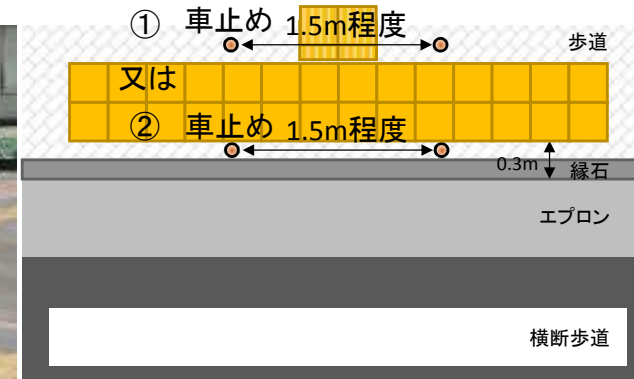 ① 車止め 1.5m程度
歩道
又は
② 車止め 1.5m程度
0.3m
縁石
エプロン
横断歩道